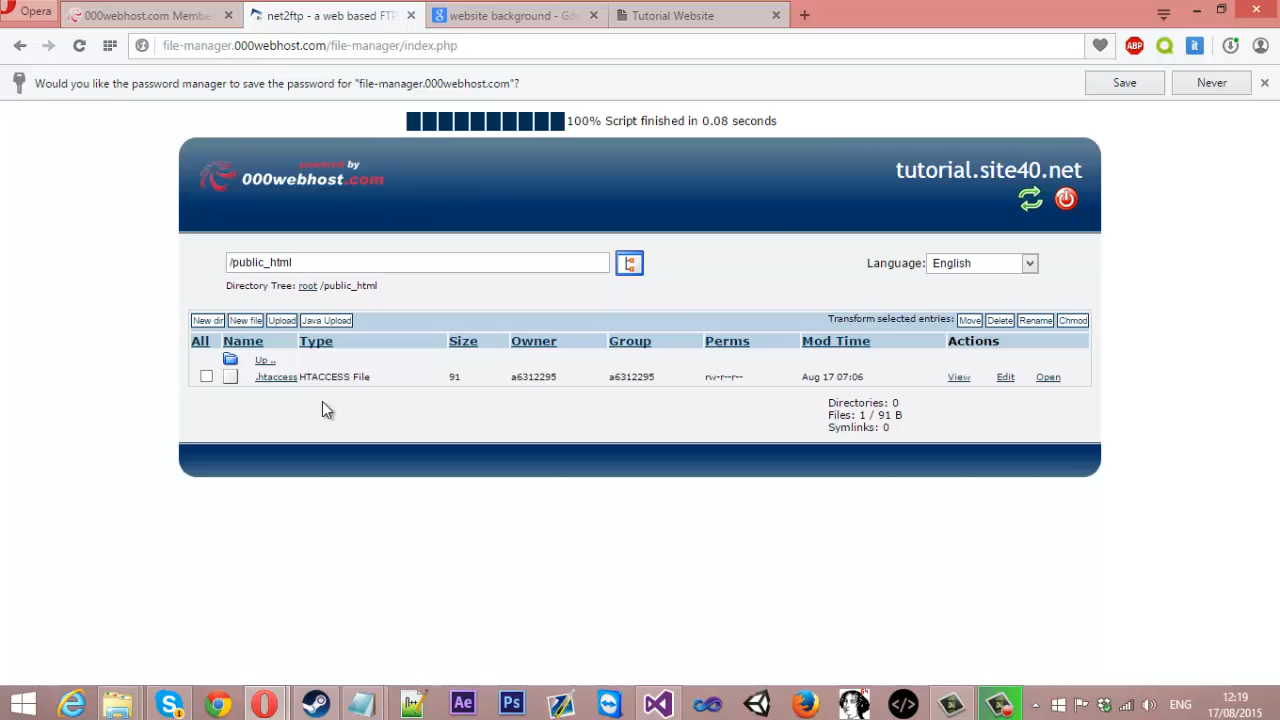 Opera
000webhost.com Membe
net2ftp - a web based FTP
website background - Go
Tutorial Website
file-manager.000webhost.com/file-manager/index.php
ABP
it
Would you like the password manager to save the password for "file-manager.000webhost.com"?
Save
Never
100% Script finished in 0.08 seconds
powered by
000webhost.com
tutorial.site40.net
/public_html
Language: English
Directory Tree: root /public_html
New dir New file Upload Java Upload
Transform selected entries: Move Delete Rename Chmod
All Name Type Size Owner Group Perms Mod Time Actions
Up ..
.htaccess HTACCESS File 91 a6312295 a6312295 rw-r--r-- Aug 17 07:06 View Edit Open
Directories: 0
Files: 1 / 91 B
Symlinks: 0
Ae
Ps
ENG
12:19
17/08/2015